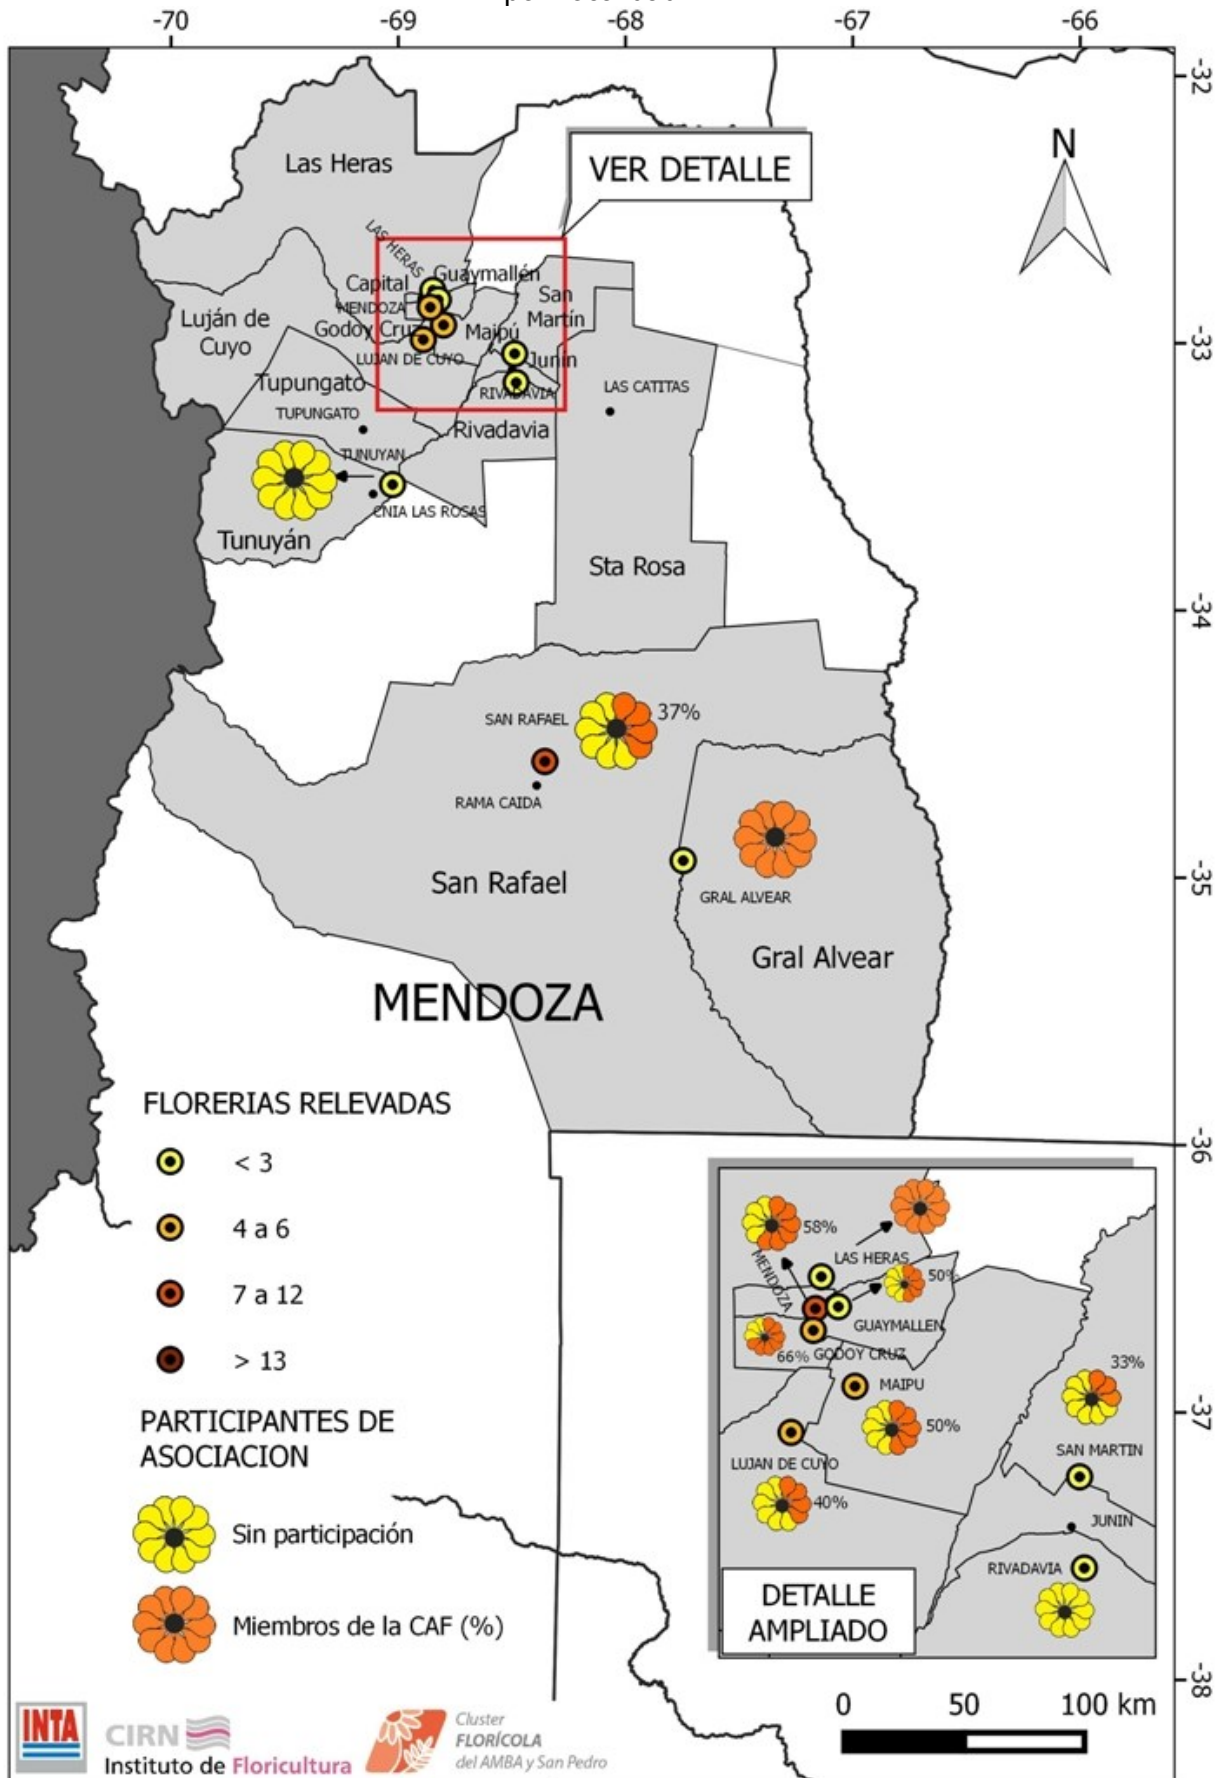 -70
-69
-68
-67
-66
-32
Las Heras
VER DETALLE
N
LAS HERAS
Guaymallén
Capital
MENDOZA
San
Martín
Luján de
Cuyo
Godoy Cruz
Maipú
-33
LUJAN DE CUYO
Junín
Tupungato
RIVADAVIA
LAS CATITAS
TUPUNGATO
Rivadavia
TUNUYAN
CNIA LAS ROSAS
Tunuyán
Sta Rosa
-34
SAN RAFAEL
37%
RAMA CAIDA
San Rafael
-35
GRAL ALVEAR
Gral Alvear
MENDOZA
FLORERIAS RELEVADAS
< 3
4 a 6
7 a 12
> 13
-36
58%
MENDOZA
LAS HERAS
50%
GUAYMALLEN
66%
GODOY CRUZ
33%
MAIPU
50%
-37
SAN MARTIN
LUJAN DE CUYO
40%
JUNIN
RIVADAVIA
DETALLE
AMPLIADO
PARTICIPANTES DE
ASOCIACION
Sin participación
Miembros de la CAF (%)
-38
0 50 100 km
INTA
CIRN
Instituto de Floricultura
Cluster
FLORÍCOLA
del AMBA y San Pedro